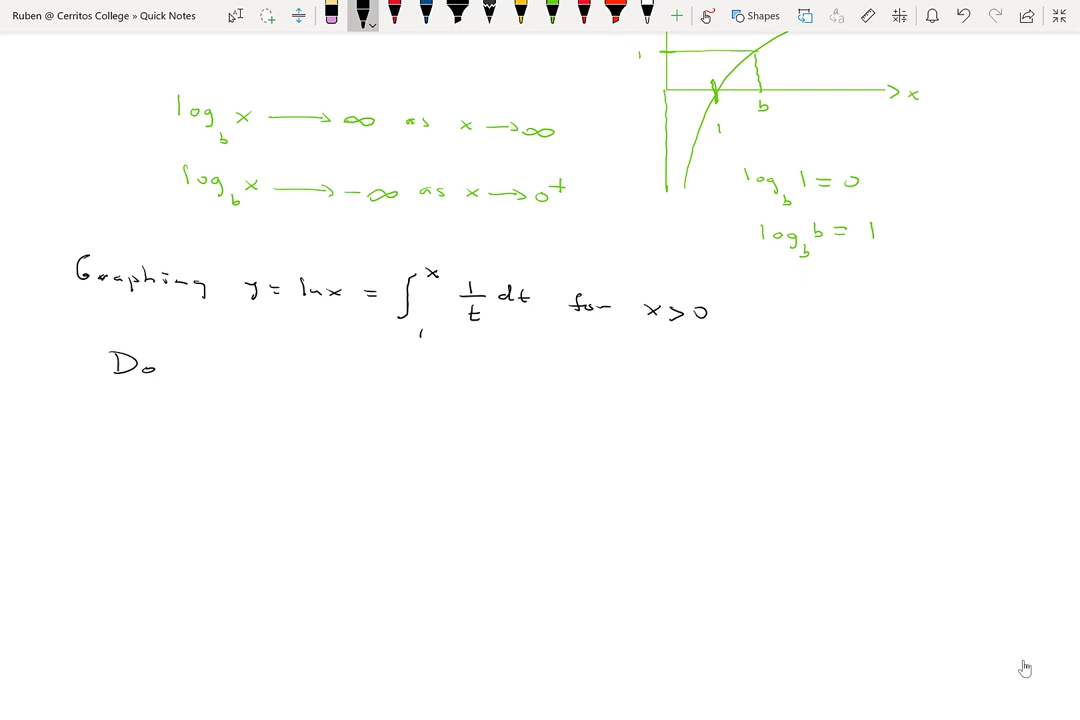 Ruben @ Cerritos College » Quick Notes
Shapes
1
x
b
1
log_b x → ∞ as x → ∞
log_b x → -∞ as x → 0⁺
log_b 1 = 0
log_b b = 1
Graphing y = ln x = ∫₁ˣ 1/t dt for x > 0
Do